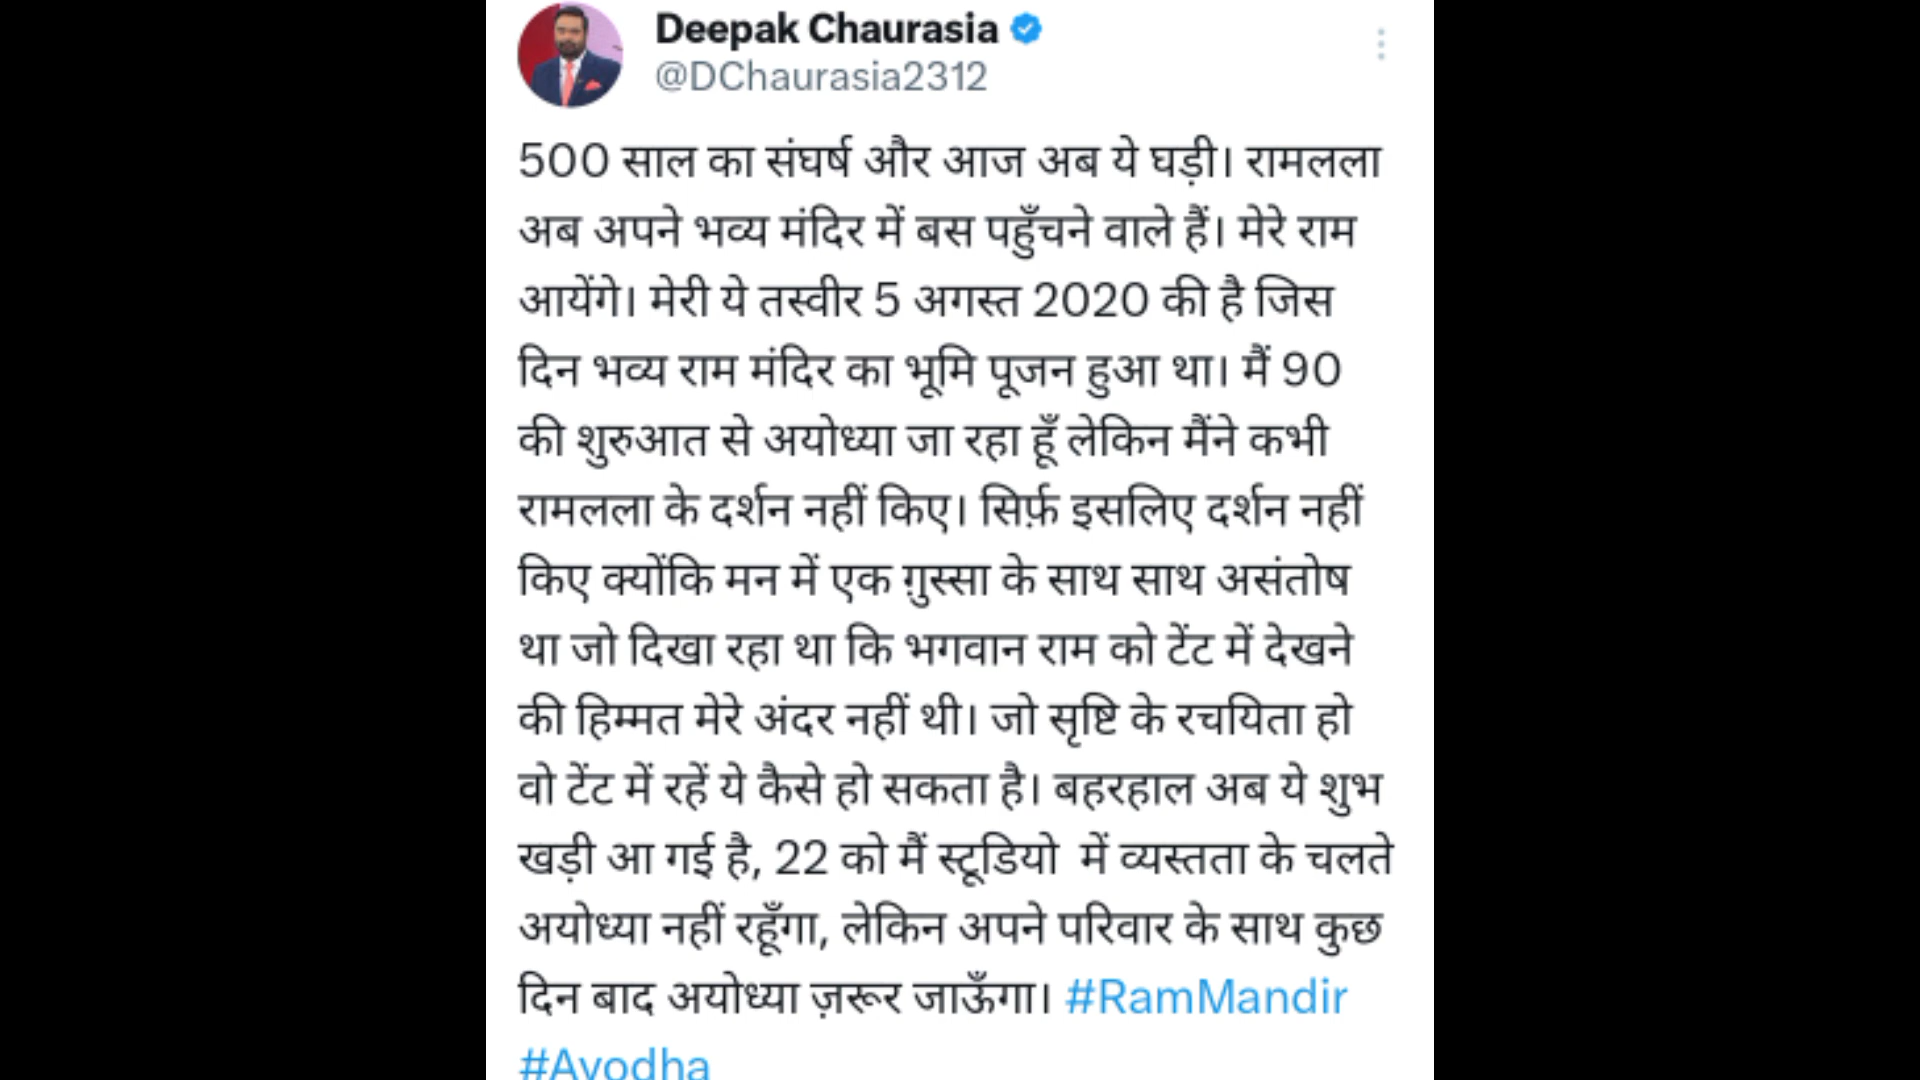 Deepak Chaurasia
@DChaurasia2312
500 साल का संघर्ष और आज अब ये घड़ी। रामलला
अब अपने भव्य मंदिर में बस पहुँचने वाले हैं। मेरे राम
आयेंगे। मेरी ये तस्वीर 5 अगस्त 2020 की है जिस
दिन भव्य राम मंदिर का भूमि पूजन हुआ था। मैं 90
की शुरुआत से अयोध्या जा रहा हूँ लेकिन मैंने कभी
रामलला के दर्शन नहीं किए। सिर्फ़ इसलिए दर्शन नहीं
किए क्योंकि मन में एक ग़ुस्सा के साथ साथ असंतोष
था जो दिखा रहा था कि भगवान राम को टेंट में देखने
की हिम्मत मेरे अंदर नहीं थी। जो सृष्टि के रचयिता हो
वो टेंट में रहें ये कैसे हो सकता है। बहरहाल अब ये शुभ
खड़ी आ गई है, 22 को मैं स्टूडियो में व्यस्तता के चलते
अयोध्या नहीं रहूँगा, लेकिन अपने परिवार के साथ कुछ
दिन बाद अयोध्या ज़रूर जाऊँगा। #RamMandir
#Ayodha